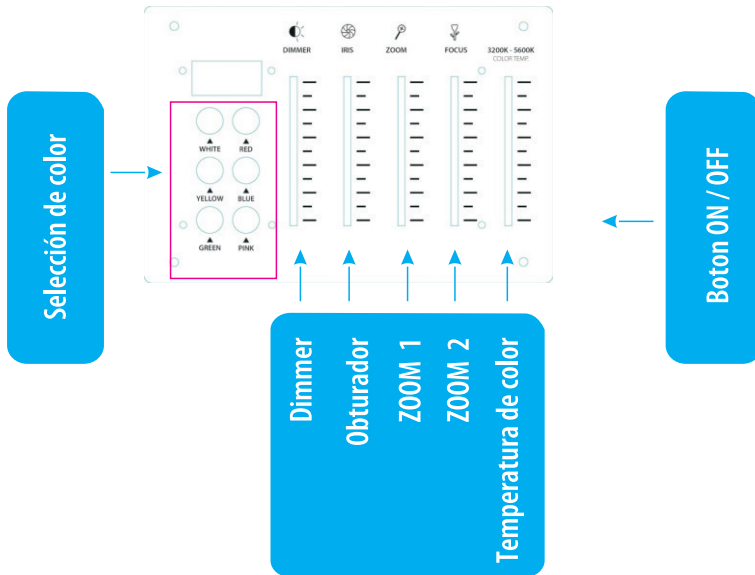 DIMMER
IRIS
ZOOM
FOCUS
3200K - 5600K
COLOR TEMP.
WHITE
RED
YELLOW
BLUE
GREEN
PINK
Selección de color
Boton ON / OFF
Dimmer
Obturador
ZOOM 1
ZOOM 2
Temperatura de color